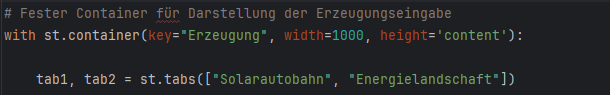 # Fester Container für Darstellung der Erzeugungseingabe
with st.container(key="Erzeugung", width=1000, height='content'):
tab1, tab2 = st.tabs(["Solarautobahn", "Energielandschaft"])